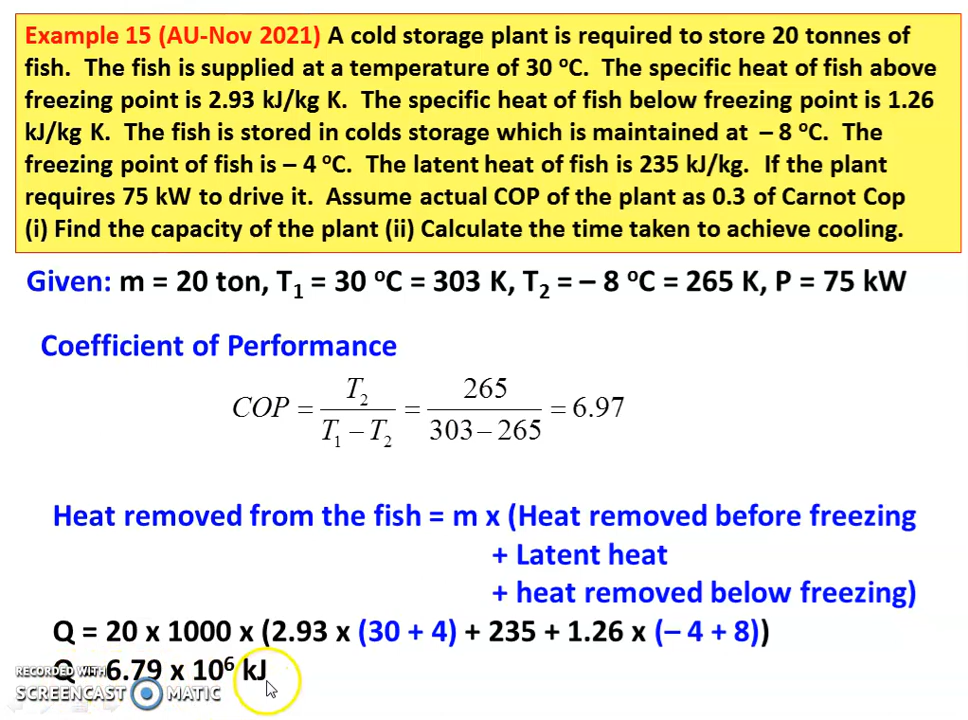 Example 15 (AU-Nov 2021) A cold storage plant is required to store 20 tonnes of
fish. The fish is supplied at a temperature of 30 ᵒC. The specific heat of fish above
freezing point is 2.93 kJ/kg K. The specific heat of fish below freezing point is 1.26
kJ/kg K. The fish is stored in colds storage which is maintained at – 8 ᵒC. The
freezing point of fish is – 4 ᵒC. The latent heat of fish is 235 kJ/kg. If the plant
requires 75 kW to drive it. Assume actual COP of the plant as 0.3 of Carnot Cop
(i) Find the capacity of the plant (ii) Calculate the time taken to achieve cooling.
Given: m = 20 ton, T₁ = 30 ᵒC = 303 K, T₂ = – 8 ᵒC = 265 K, P = 75 kW
Coefficient of Performance
COP = T₂ / (T₁ – T₂) = 265 / (303 – 265) = 6.97
Heat removed from the fish = m x (Heat removed before freezing
+ Latent heat
+ heat removed below freezing)
Q = 20 x 1000 x (2.93 x (30 + 4) + 235 + 1.26 x (– 4 + 8))
Q = 6.79 x 10⁶ kJ
RECORDED WITH
SCREENCAST MATIC